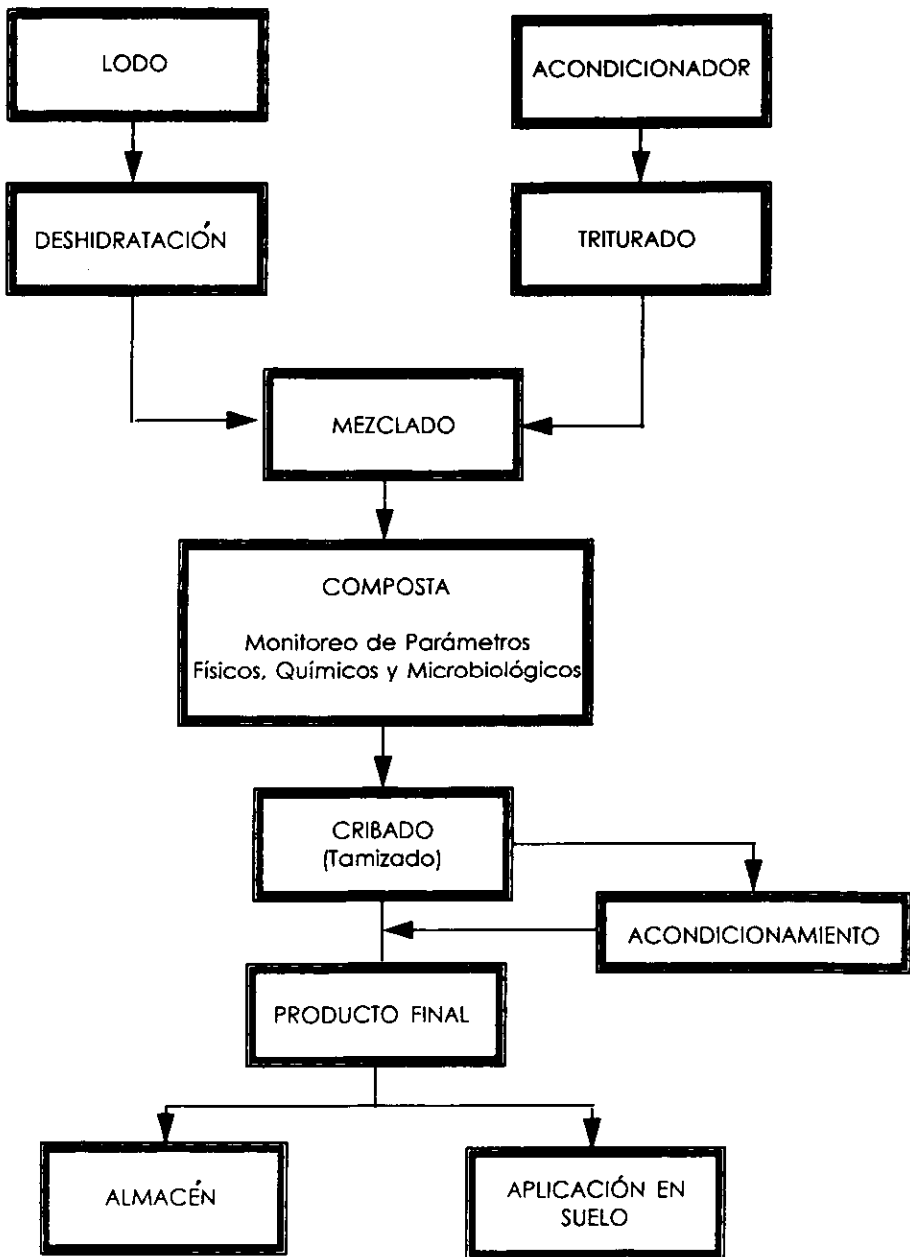 LODO
ACONDICIONADOR
DESHIDRATACIÓN
TRITURADO
MEZCLADO
COMPOSTA
Monitoreo de Parámetros
Físicos, Químicos y Microbiológicos
CRIBADO
(Tamizado)
ACONDICIONAMIENTO
PRODUCTO FINAL
ALMACÉN
APLICACIÓN EN
SUELO